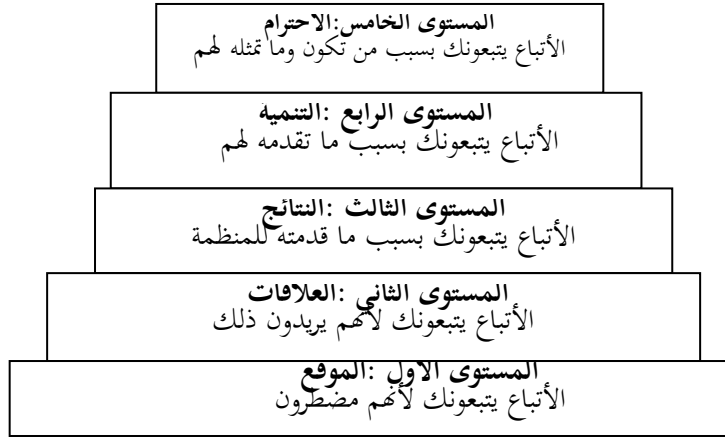 المستوى الخامس:الاحترام
الأتباع يتبعونك بسبب من تكون وما تمثله لهم
المستوى الرابع :التنمية
الأتباع يتبعونك بسبب ما تقدمه لهم
المستوى الثالث :النتائج
الأتباع يتبعونك بسبب ما قدمته للمنظمة
المستوى الثاني :العلاقات
الأتباع يتبعونك لأنهم يريدون ذلك
المستوى الاول :الموقع
الأتباع يتبعونك لأنهم مضطرون